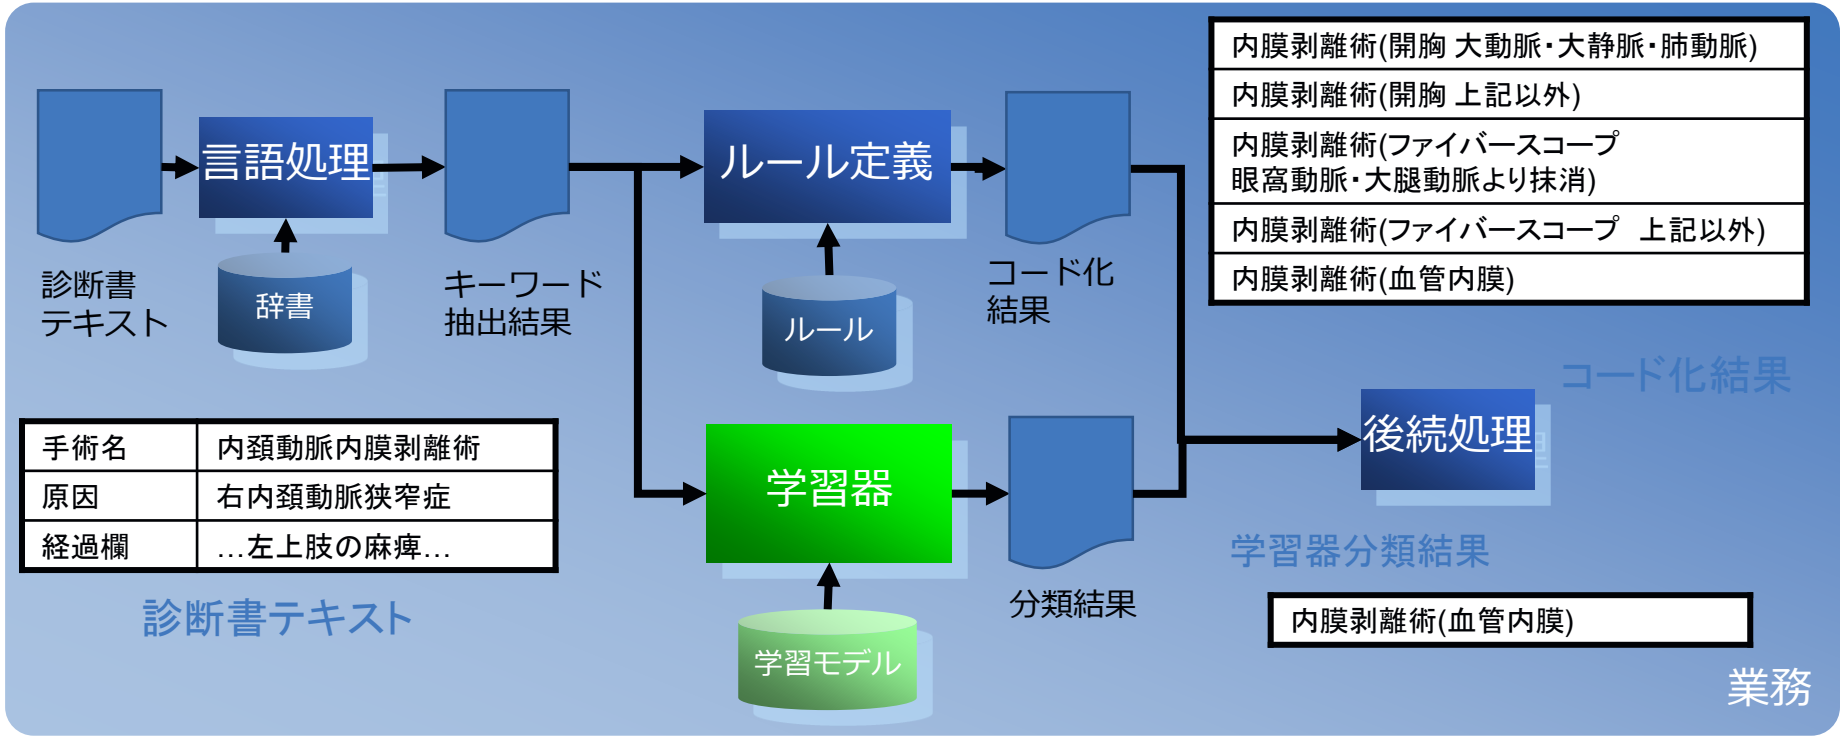 内膜剥離術(開胸 大動脈・大静脈・肺動脈)
内膜剥離術(開胸 上記以外)
内膜剥離術(ファイバースコープ
眼窩動脈・大腿動脈より抹消)
内膜剥離術(ファイバースコープ　上記以外)
内膜剥離術(血管内膜)
言語処理
ルール定義
診断書
テキスト
辞書
キーワード
抽出結果
ルール
コード化
結果
コード化結果
手術名 内頚動脈内膜剥離術
原因 右内頚動脈狭窄症
経過欄 …左上肢の麻痺…
診断書テキスト
学習器
後続処理
学習器分類結果
分類結果
内膜剥離術(血管内膜)
学習モデル
業務